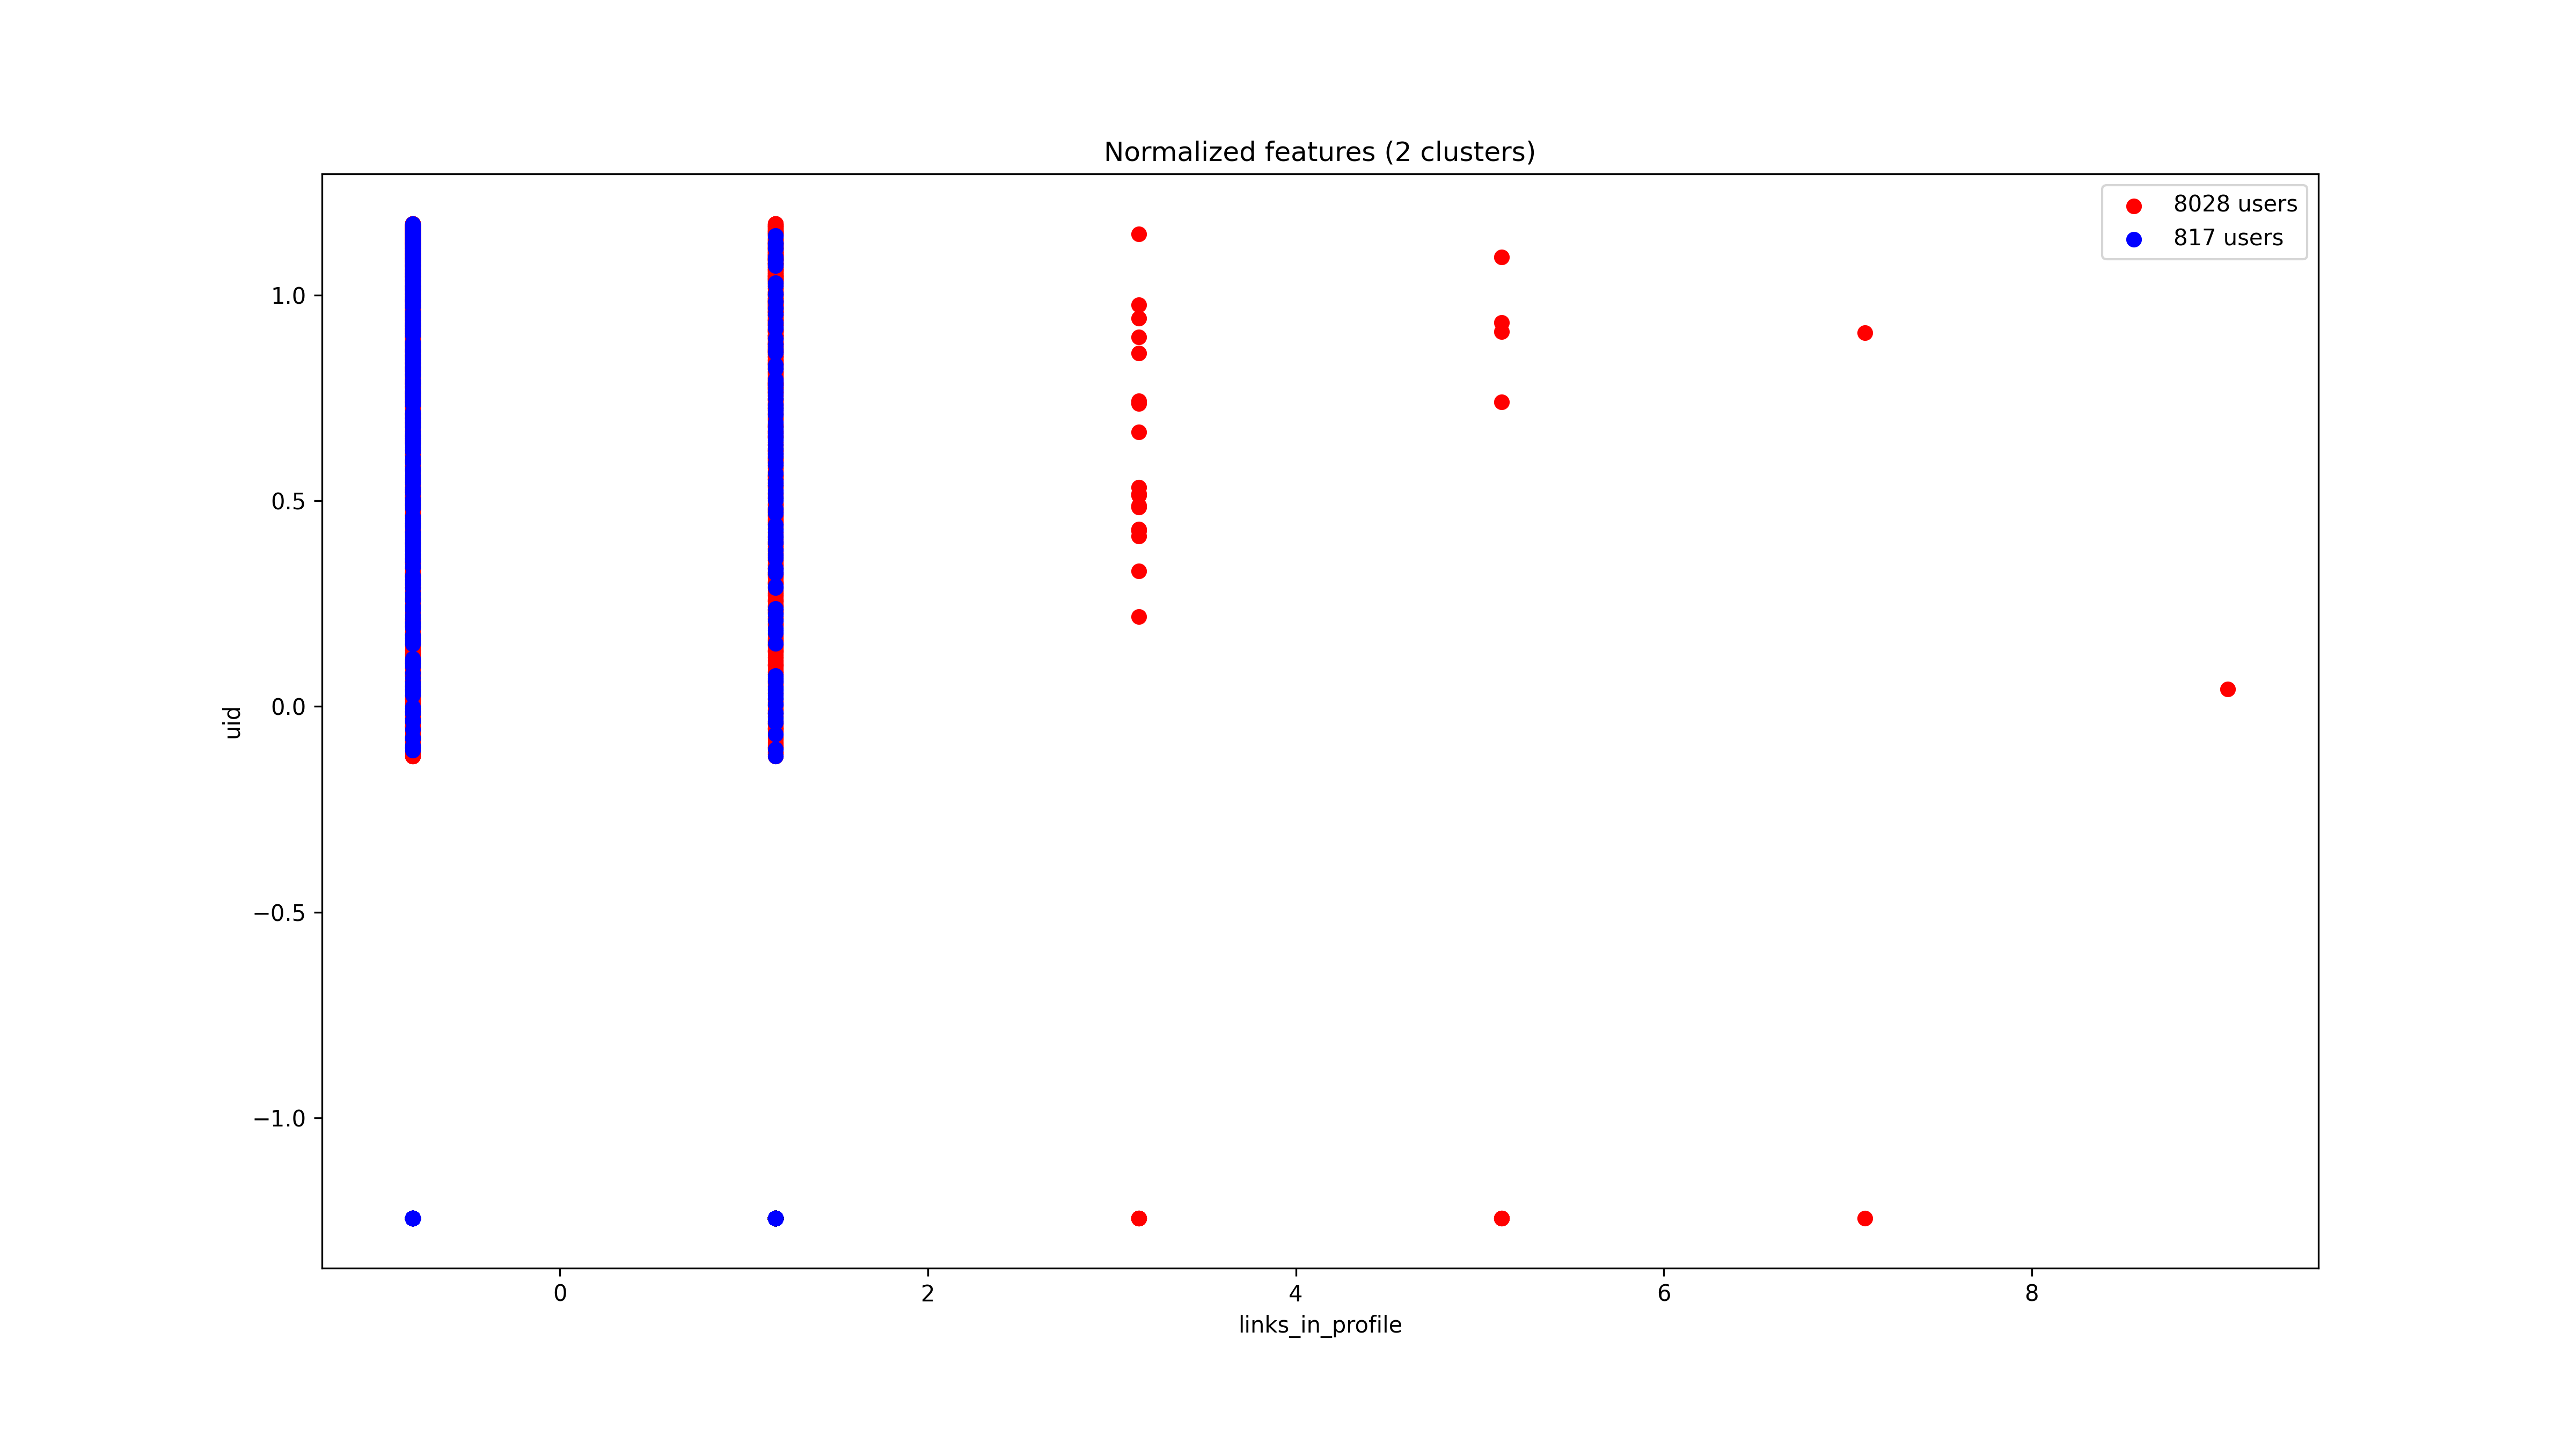 Normalized features (2 clusters)
8028 users
817 users
1.0
0.5
0.0
−0.5
−1.0
uid
0 2 4 6 8
links_in_profile